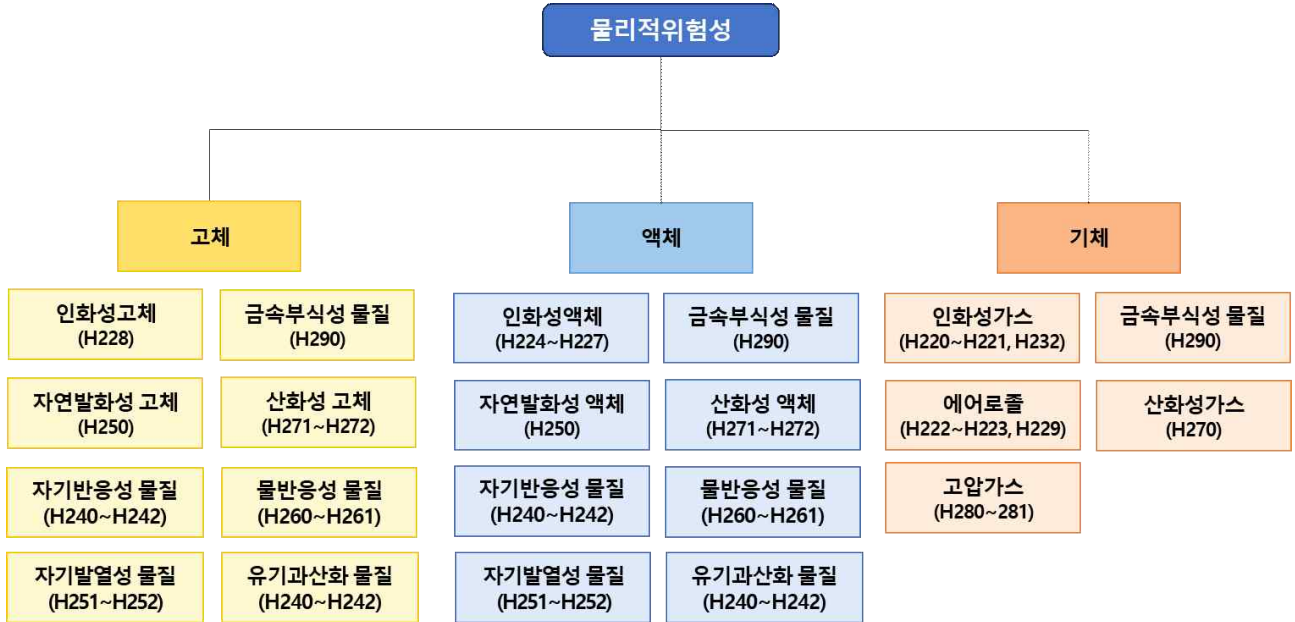 물리적위험성
고체
액체
기체
인화성고체
(H228)
금속부식성 물질
(H290)
자연발화성 고체
(H250)
산화성 고체
(H271~H272)
자기반응성 물질
(H240~H242)
물반응성 물질
(H260~H261)
자기발열성 물질
(H251~H252)
유기과산화 물질
(H240~H242)
인화성액체
(H224~H227)
금속부식성 물질
(H290)
자연발화성 액체
(H250)
산화성 액체
(H271~H272)
자기반응성 물질
(H240~H242)
물반응성 물질
(H260~H261)
자기발열성 물질
(H251~H252)
유기과산화 물질
(H240~H242)
인화성가스
(H220~H221, H232)
금속부식성 물질
(H290)
에어로졸
(H222~H223, H229)
산화성가스
(H270)
고압가스
(H280~281)